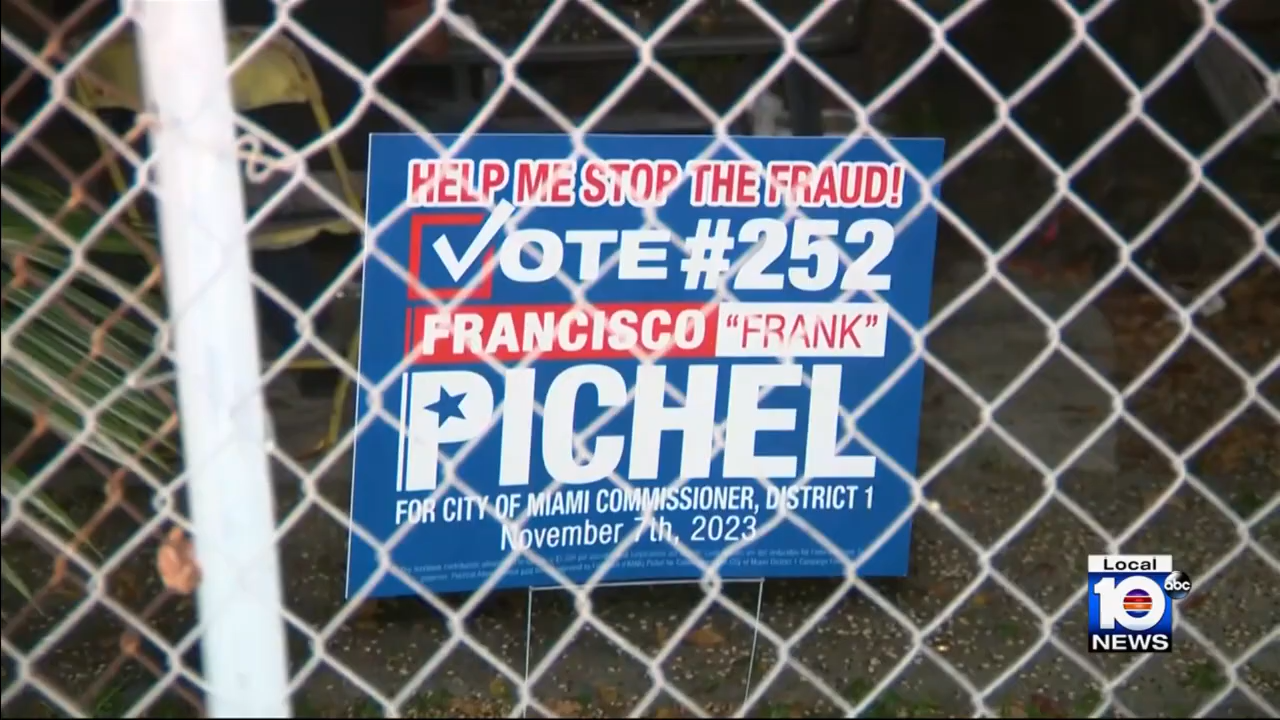 HELP ME STOP THE FRAUD!
VOTE #252
FRANCISCO "FRANK"
PICHEL
FOR CITY OF MIAMI COMMISSIONER, DISTRICT 1
November 7th, 2023
Local
10 abc
NEWS